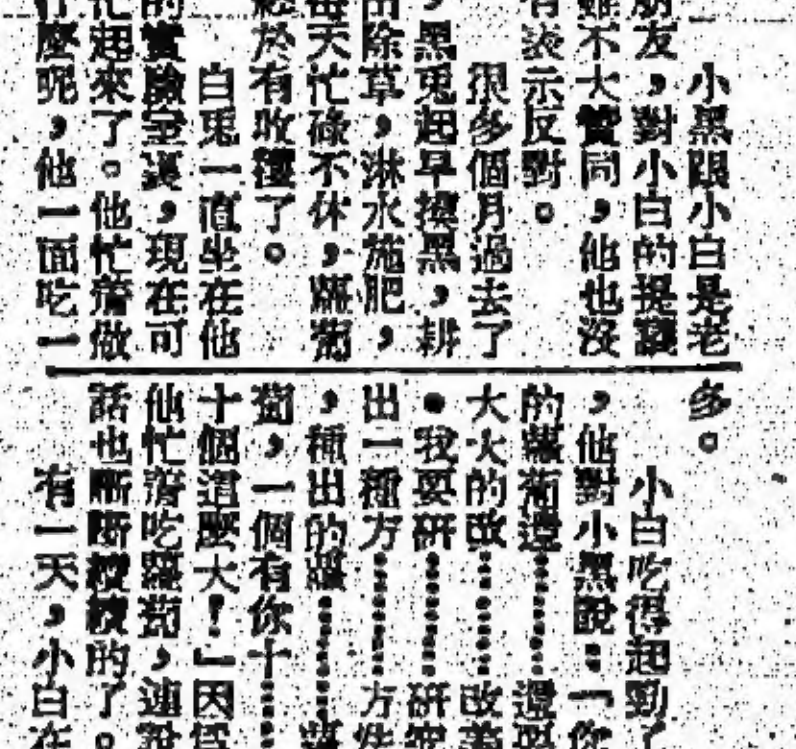 小黑跟小白是老
朋友，對小白的提議
雖不大贊同，他也沒
有表示反對。
很多個月過去了
，黑兎起早摸黑，耕
田除草，淋水施肥，
每天忙碌不休，蘿蔔
終於有收穫了。
白兎一直坐在他
的實驗室裏，現在可
忙起來了。他忙着做
什麼呢，他一面吃一
多。
小白吃得起勁了
，他對小黑說：「你
的蘿蔔還………還要
大大的改………改善
。我要研………研究
出一種方………方法
，種出的蘿………蘿
蔔，一個有你十……
十個這麼大！」因爲
他忙着吃蘿蔔，連說
話也斷斷續續的了。
有一天，小白在